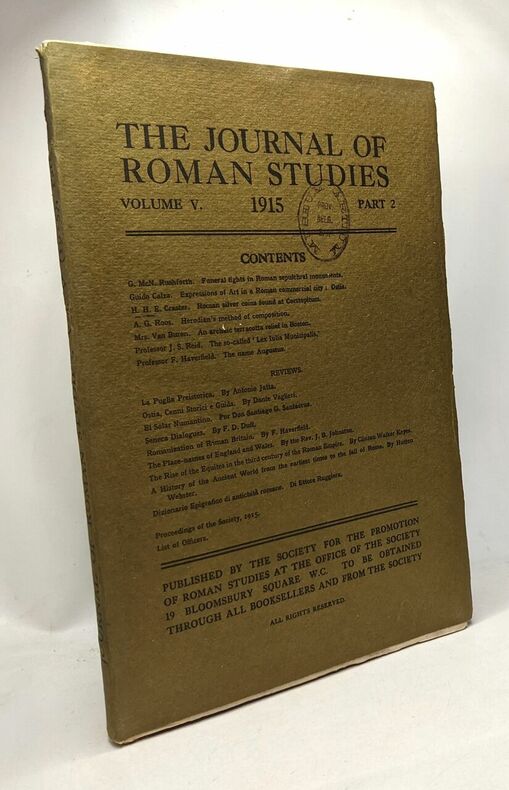 THE JOURNAL OF
ROMAN STUDIES
VOLUME V. 1915 PART 2
CONTENTS
G. McN. Rushforth. Funeral lights in Roman sepulchral monuments.
Guido Calza. Expressions of Art in a Roman commercial city : Ostia.
H. H. E. Craster. Roman silver coins found at Corstopitum.
A. G. Roos. Herodian's method of composition.
Mrs. Van Buren. An archaic terracotta relief in Boston.
Professor J. S. Reid. The so-called 'Lex Iulia Municipalis.'
Professor F. Haverfield. The name Augustus.
REVIEWS.
La Puglia Preistorica. By Antonio Jatta.
Ostia, Cenni Storici e Guida. By Dante Vaglieri.
El Solar Numantino. Por Don Santiago G. Santacruz.
Seneca Dialogues. By F. D. Duff.
Romanization of Roman Britain. By F. Haverfield.
The Place-names of England and Wales. By the Rev. J. B. Johnston.
The Rise of the Equites in the third century of the Roman Empire. By Clinton Walker Keyes.
A History of the Ancient World from the earliest times to the fall of Rome. By Hutton
Webster.
Dizionario Epigrafico di antichità romane. Di Ettore Ruggiero.
Proceedings of the Society, 1915.
List of Officers.
PUBLISHED BY THE SOCIETY FOR THE PROMOTION
OF ROMAN STUDIES AT THE OFFICE OF THE SOCIETY
19 BLOOMSBURY SQUARE W.C. TO BE OBTAINED
THROUGH ALL BOOKSELLERS AND FROM THE SOCIETY
ALL RIGHTS RESERVED.
PROV.
BELG.